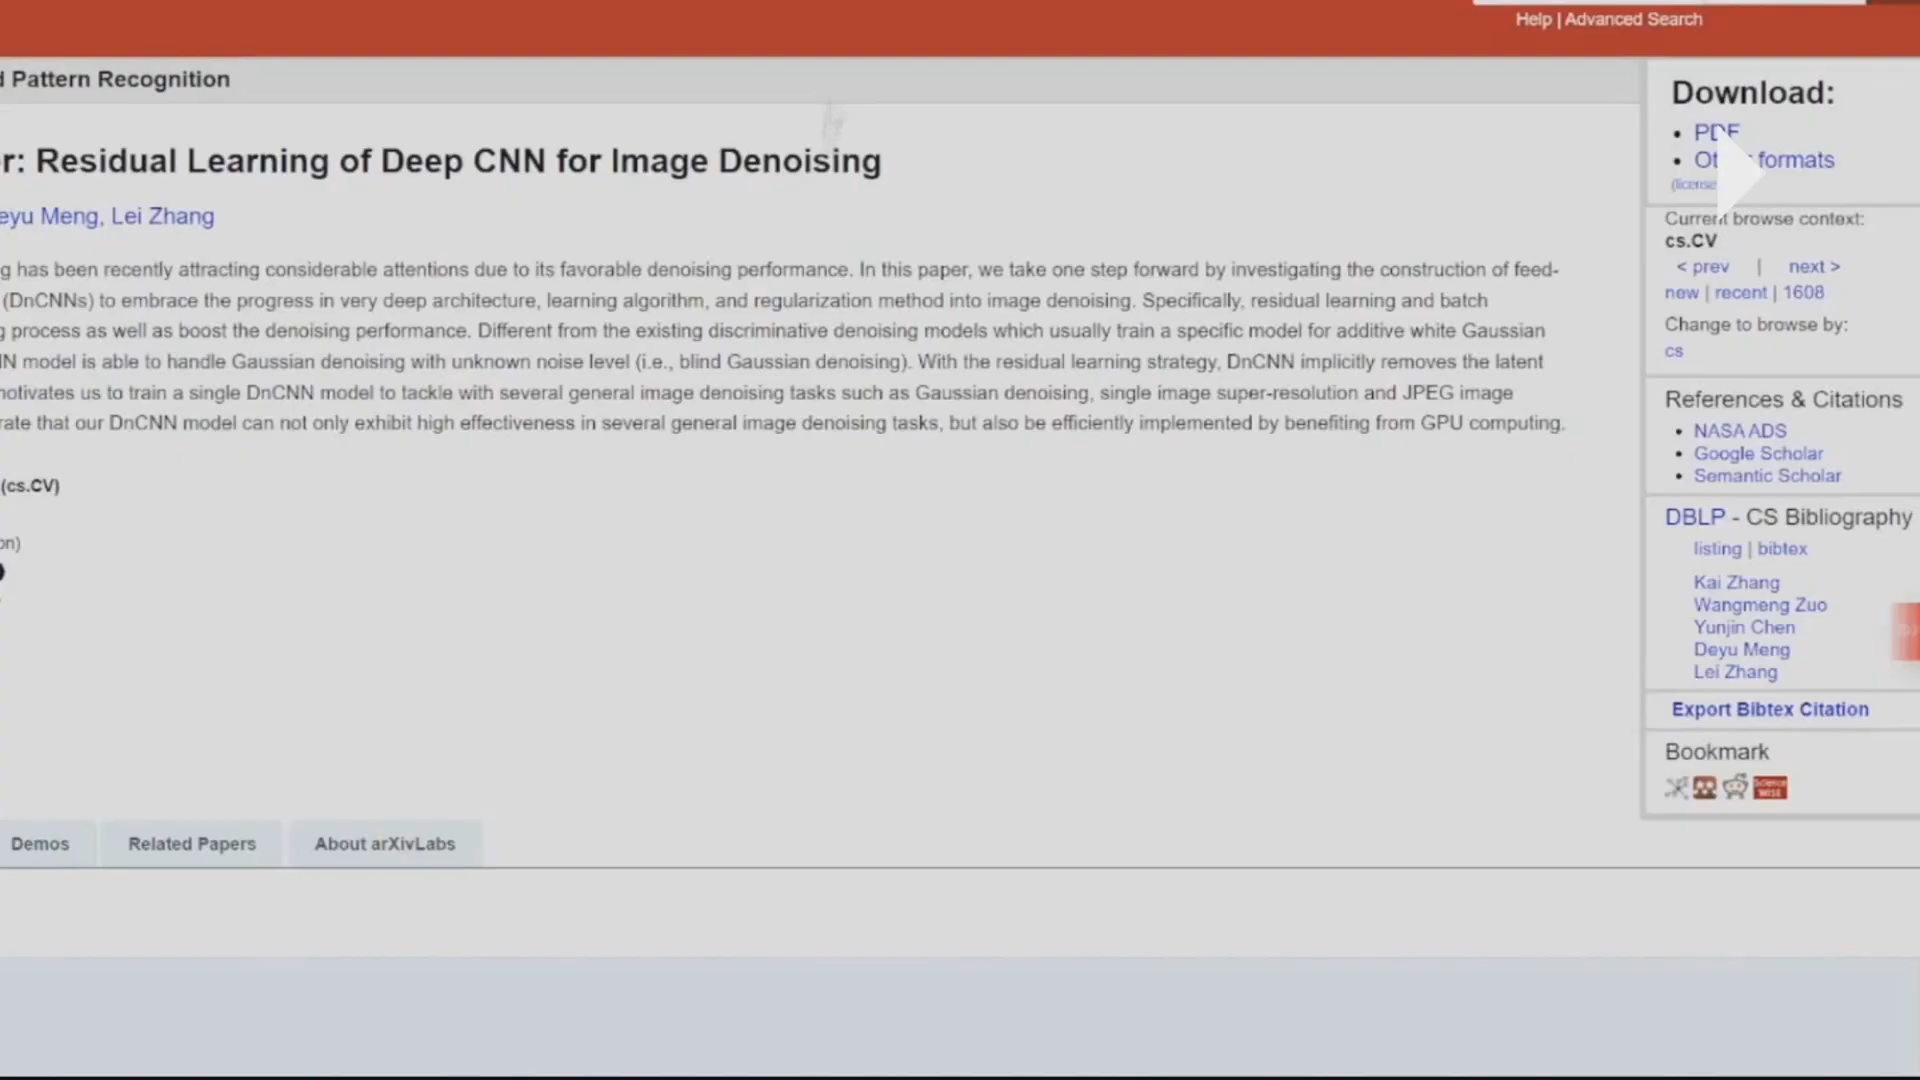 Help | Advanced Search
Pattern Recognition
r: Residual Learning of Deep CNN for Image Denoising
eyu Meng, Lei Zhang
g has been recently attracting considerable attentions due to its favorable denoising performance. In this paper, we take one step forward by investigating the construction of feed-
(DnCNNs) to embrace the progress in very deep architecture, learning algorithm, and regularization method into image denoising. Specifically, residual learning and batch
g process as well as boost the denoising performance. Different from the existing discriminative denoising models which usually train a specific model for additive white Gaussian
IN model is able to handle Gaussian denoising with unknown noise level (i.e., blind Gaussian denoising). With the residual learning strategy, DnCNN implicitly removes the latent
notivates us to train a single DnCNN model to tackle with several general image denoising tasks such as Gaussian denoising, single image super-resolution and JPEG image
rate that our DnCNN model can not only exhibit high effectiveness in several general image denoising tasks, but also be efficiently implemented by benefiting from GPU computing.
(cs.CV)
on)
Demos
Related Papers
About arXivLabs
Download:
PDF
formats
(license
Current browse context:
cs.CV
< prev | next >
new | recent | 1608
Change to browse by:
cs
References & Citations
NASA ADS
Google Scholar
Semantic Scholar
DBLP - CS Bibliography
listing | bibtex
Kai Zhang
Wangmeng Zuo
Yunjin Chen
Deyu Meng
Lei Zhang
Export Bibtex Citation
Bookmark
Science
WISE